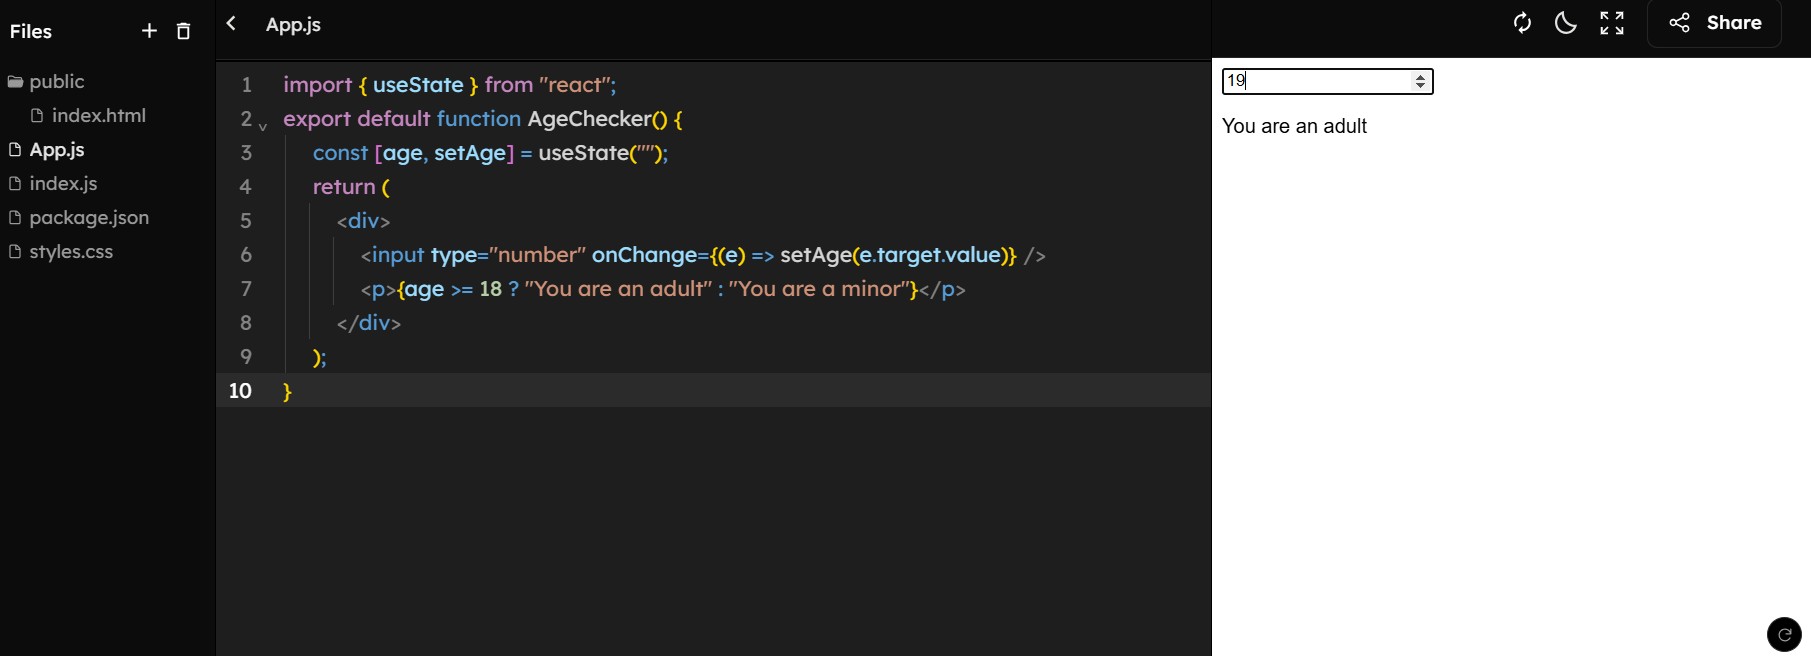 Files
public
index.html
App.js
index.js
package.json
styles.css
App.js
1 import { useState } from "react";
2 export default function AgeChecker() {
3 const [age, setAge] = useState("");
4 return (
5 <div>
6 <input type="number" onChange={(e) => setAge(e.target.value)} />
7 <p>{age >= 18 ? "You are an adult" : "You are a minor"}</p>
8 </div>
9 );
10 }
Share
19
You are an adult